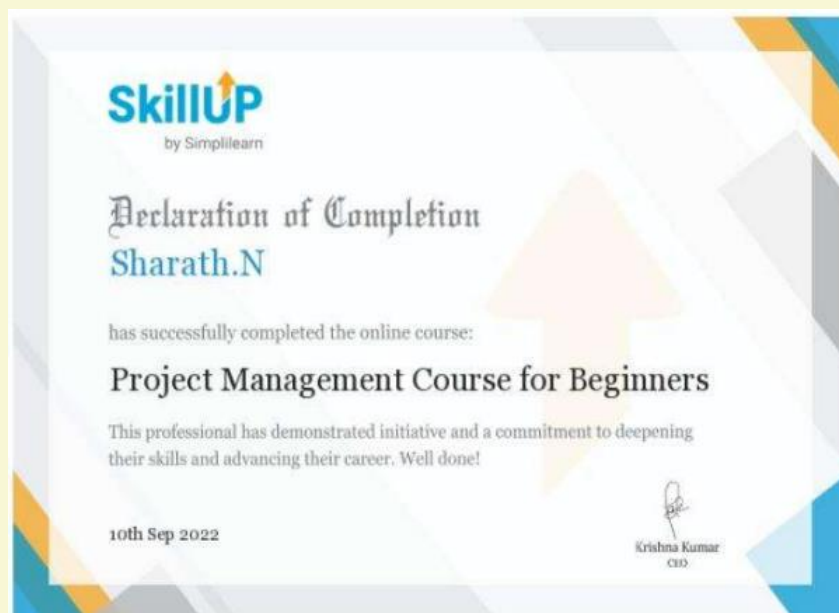 SkillUP
by Simplilearn
Declaration of Completion
Sharath.N
has successfully completed the online course:
Project Management Course for Beginners
This professional has demonstrated initiative and a commitment to deepening
their skills and advancing their career. Well done!
10th Sep 2022
Krishna Kumar
CEO